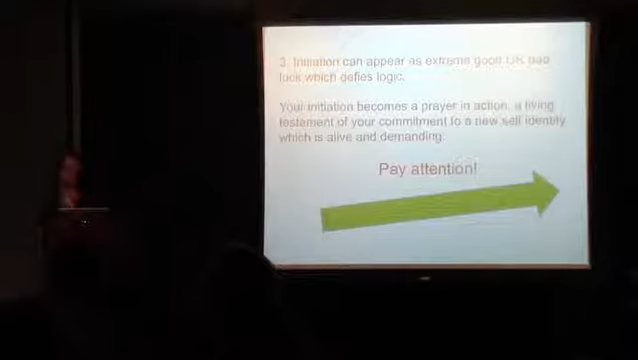 3. Initiation can appear as extreme good OR bad
luck which defies logic.
Your initiation becomes a prayer in action, a living
testement of your commitment to a new self identity
which is alive and demanding.
Pay attention!